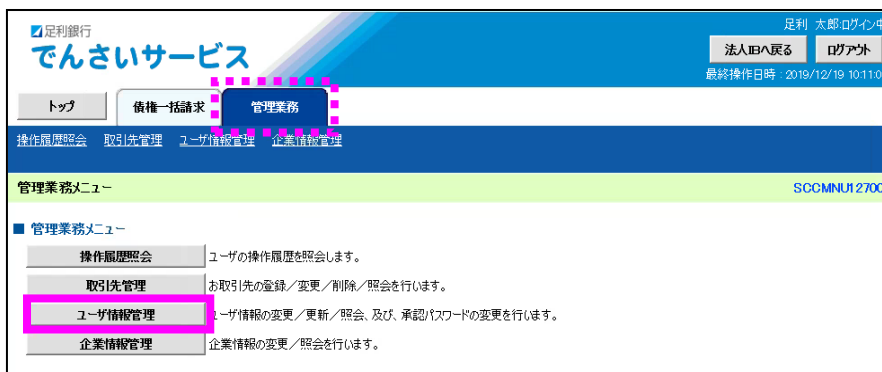 足利銀行
でんさいサービス
足利 太郎:ログイン中
法人IBへ戻る ログアウト
最終操作日時:2019/12/19 10:11:0
トップ 債権一括請求 管理業務
操作履歴照会 取引先管理 ユーザ情報管理 企業情報管理
管理業務メニュー SCCMNU12700
■ 管理業務メニュー
操作履歴照会 ユーザの操作履歴を照会します。
取引先管理 お取引先の登録/変更/削除/照会を行います。
ユーザ情報管理 ユーザ情報の変更/更新/照会、及び、承認パスワードの変更を行います。
企業情報管理 企業情報の変更/照会を行います。